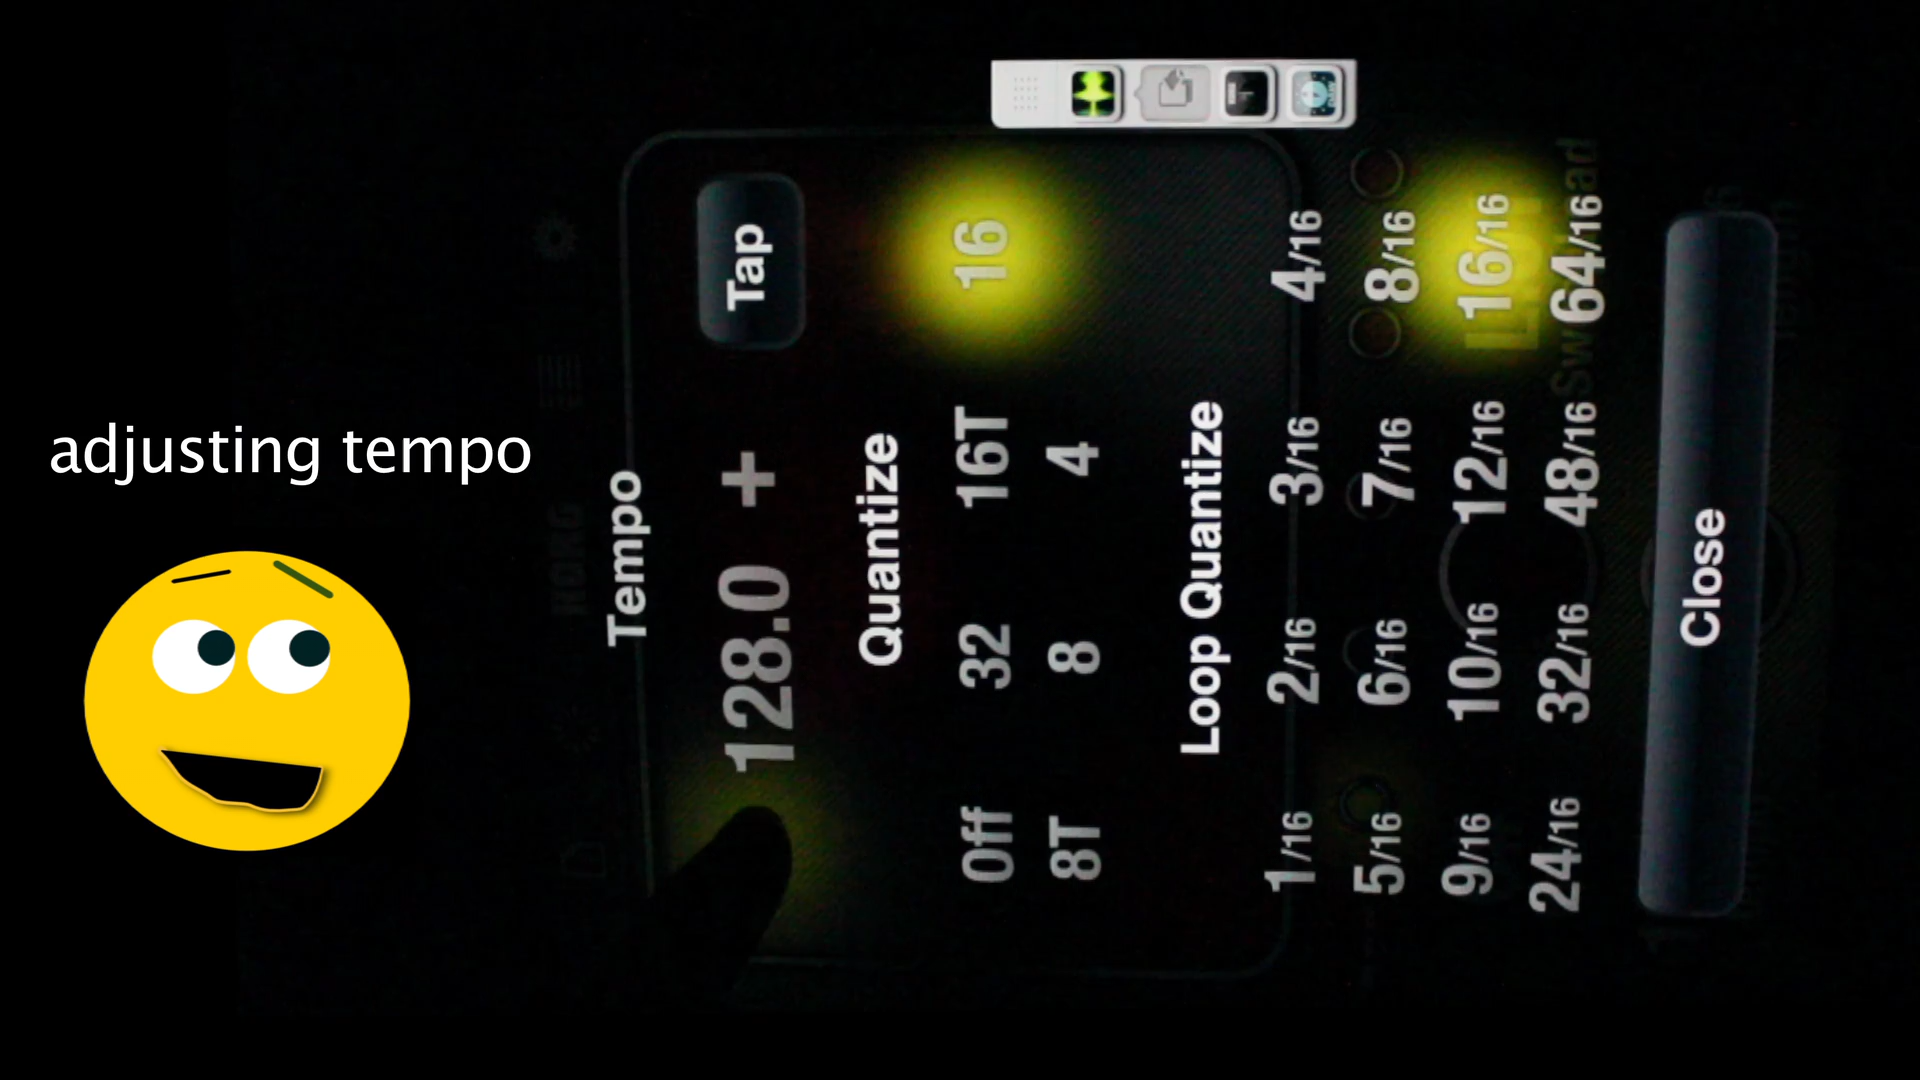 adjusting tempo
Tempo
128.0 + Tap
Quantize
Off 32 16T 16
8T 8 4
Loop Quantize
1/16 2/16 3/16 4/16
5/16 6/16 7/16 8/16
9/16 10/16 12/16 16/16
24/16 32/16 48/16 64/16
Close
KORG